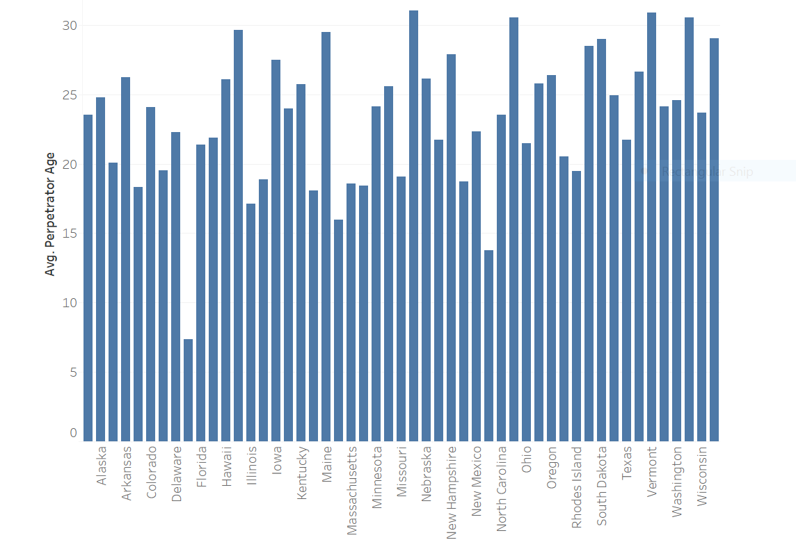 Avg. Perpetrator Age
30
25
20
15
10
5
0
Rectangular Snip
Alaska
Arkansas
Colorado
Delaware
Florida
Hawaii
Illinois
Iowa
Kentucky
Maine
Massachusetts
Minnesota
Missouri
Nebraska
New Hampshire
New Mexico
North Carolina
Ohio
Oregon
Rhodes Island
South Dakota
Texas
Vermont
Washington
Wisconsin